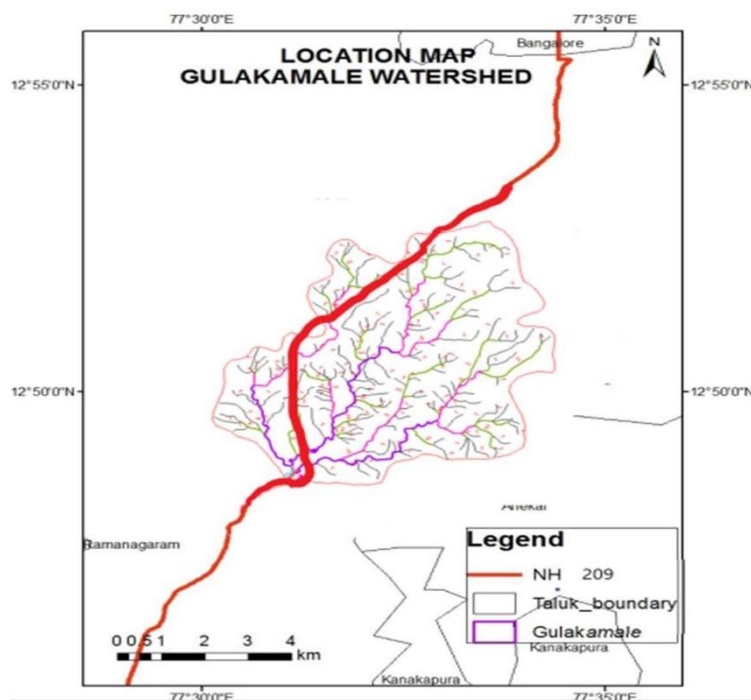 77°30'0"E 77°35'0"E
Bangalore
N
LOCATION MAP
GULAKAMALE WATERSHED
12°55'0"N 12°55'0"N
12°50'0"N 12°50'0"N
Anekal
Ramanagaram
Legend
NH 209
Taluk_boundary
Gulakamale
Kanakapura
0 0.5 1 2 3 4
km
Kanakapura
77°30'0"E 77°35'0"E